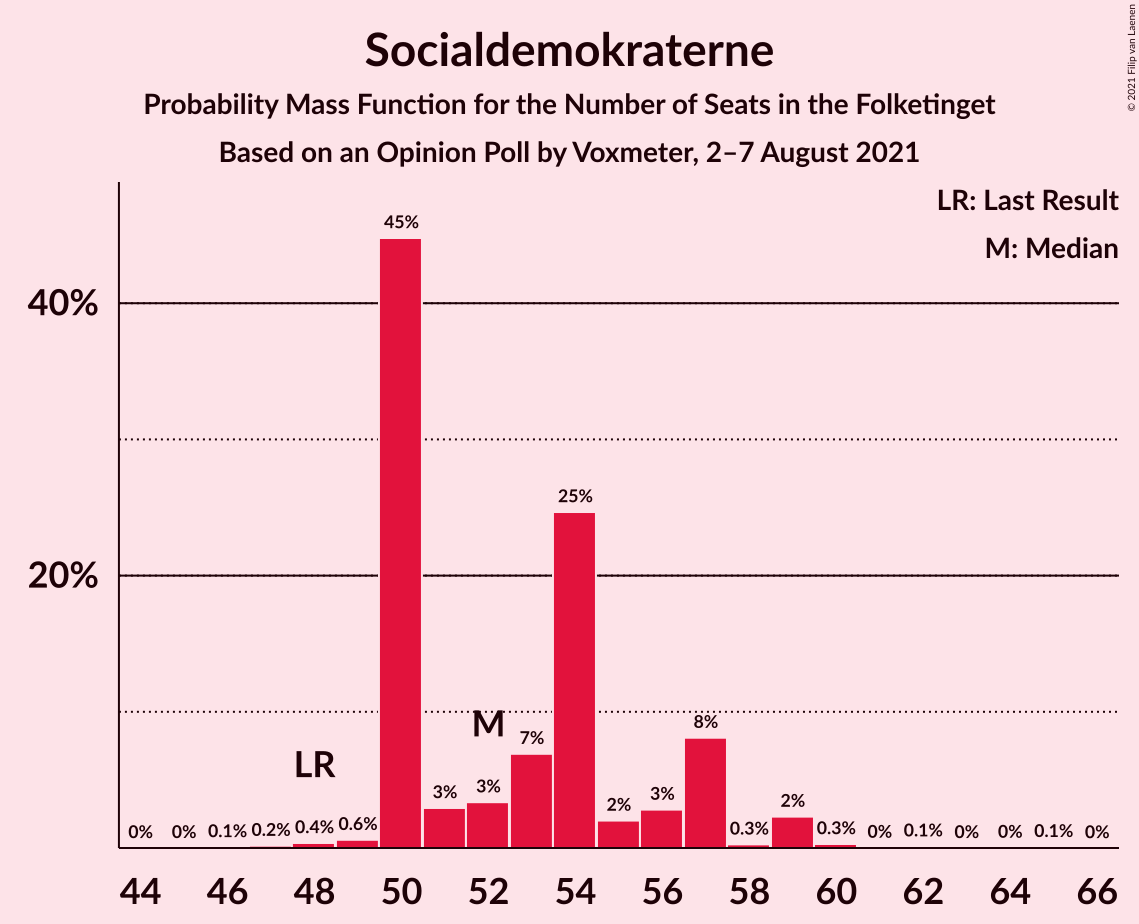 Socialdemokraterne
Probability Mass Function for the Number of Seats in the Folketinget
Based on an Opinion Poll by Voxmeter, 2–7 August 2021
© 2021 Filip van Laenen
LR: Last Result
M: Median
40%
20%
0%
0%
0.1%
0.2%
0.4%
0.6%
45%
3%
3%
7%
25%
2%
3%
8%
0.3%
2%
0.3%
0%
0.1%
0%
0%
0.1%
0%
LR
M
44 46 48 50 52 54 56 58 60 62 64 66